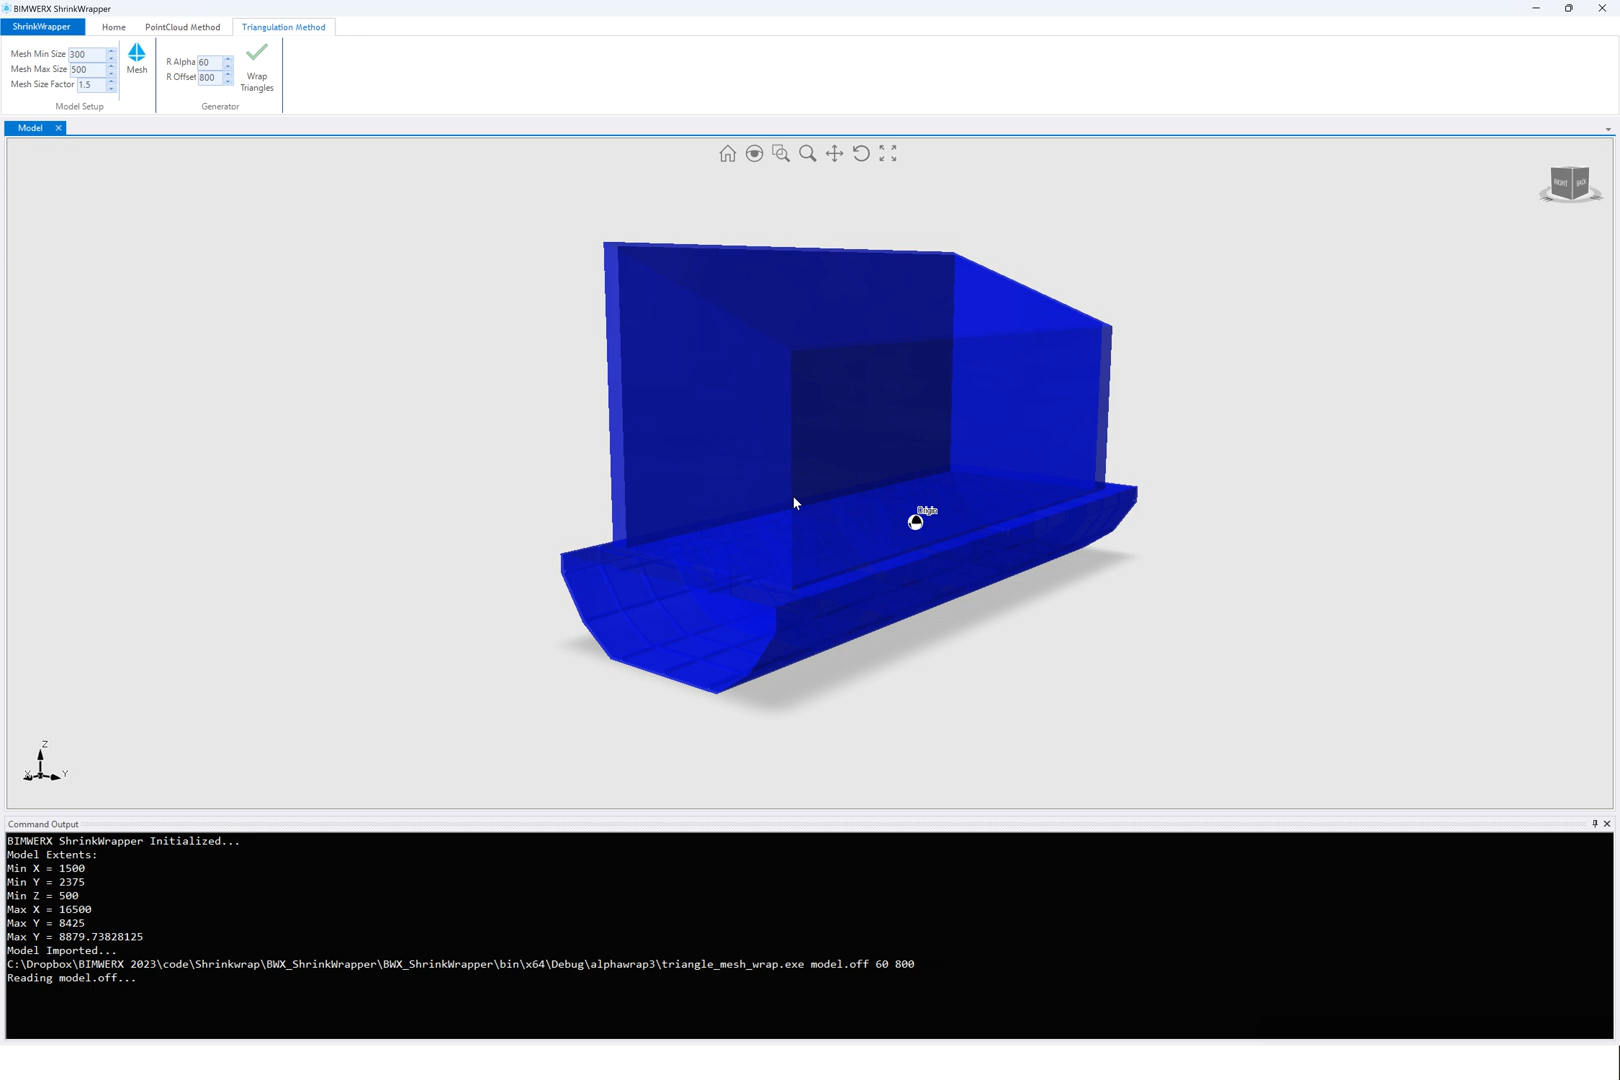 BIMWERX ShrinkWrapper
ShrinkWrapper Home PointCloud Method Triangulation Method
Mesh Min Size 300
Mesh Max Size 500
Mesh Size Factor 1.5
Mesh
Model Setup
R Alpha 60
R Offset 800
Wrap
Triangles
Generator
Model
RIGHT BACK
Origin
Z
X Y
Command Output
BIMWERX ShrinkWrapper Initialized...
Model Extents:
Min X = 1500
Min Y = 2375
Min Z = 500
Max X = 16500
Max Y = 8425
Max Y = 8879.73828125
Model Imported...
C:\Dropbox\BIMWERX 2023\code\Shrinkwrap\BWX_ShrinkWrapper\BWX_ShrinkWrapper\bin\x64\Debug\alphawrap3\triangle_mesh_wrap.exe model.off 60 800
Reading model.off...